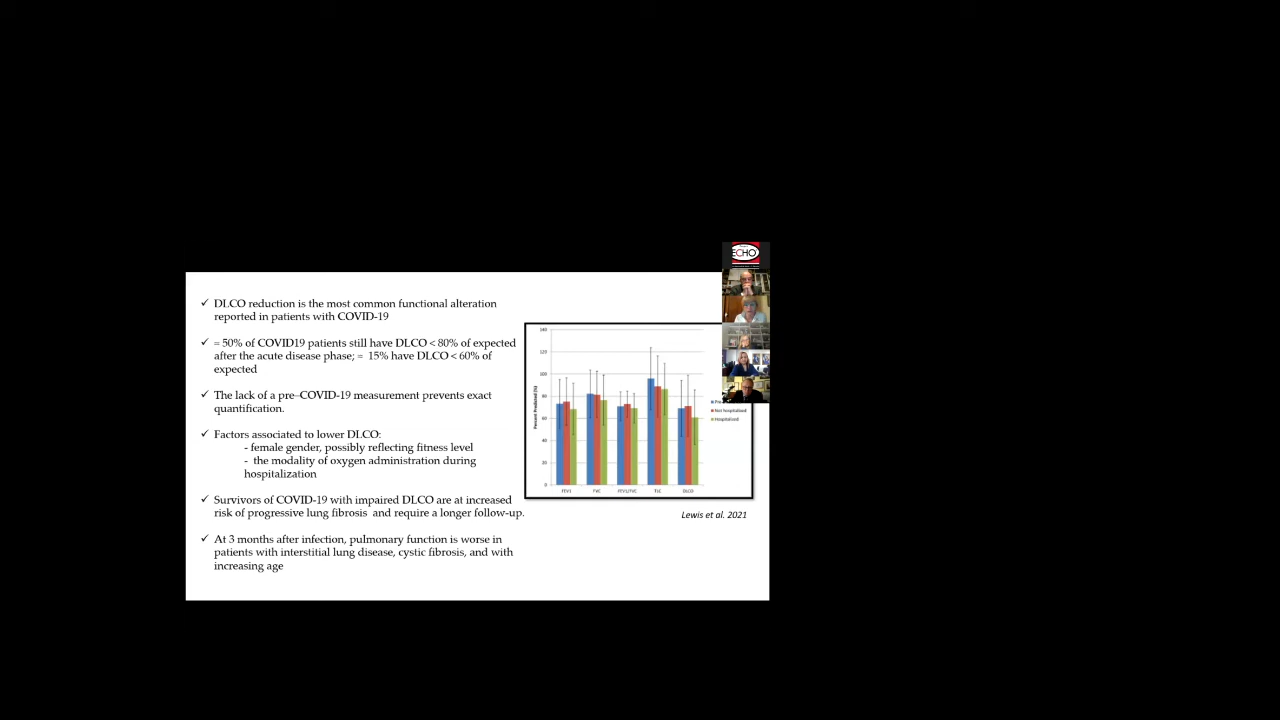 ECHO
✓ DLCO reduction is the most common functional alteration
reported in patients with COVID-19
✓ = 50% of COVID19 patients still have DLCO < 80% of expected
after the acute disease phase; = 15% have DLCO < 60% of
expected
✓ The lack of a pre–COVID-19 measurement prevents exact
quantification.
✓ Factors associated to lower DLCO:
- female gender, possibly reflecting fitness level
- the modality of oxygen administration during
hospitalization
✓ Survivors of COVID-19 with impaired DLCO are at increased
risk of progressive lung fibrosis and require a longer follow-up.
✓ At 3 months after infection, pulmonary function is worse in
patients with interstitial lung disease, cystic fibrosis, and with
increasing age
Percent Predicted (%)
140
120
100
80
60
40
20
0
FEV1 FVC FEV1/FVC TLC DLCO
Not hospitalised
Hospitalised
Lewis et al. 2021